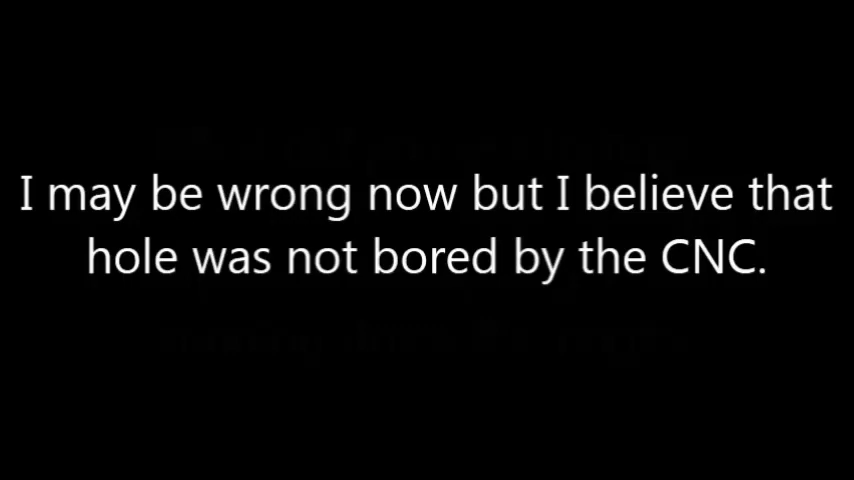 I may be wrong now but I believe that
hole was not bored by the CNC.